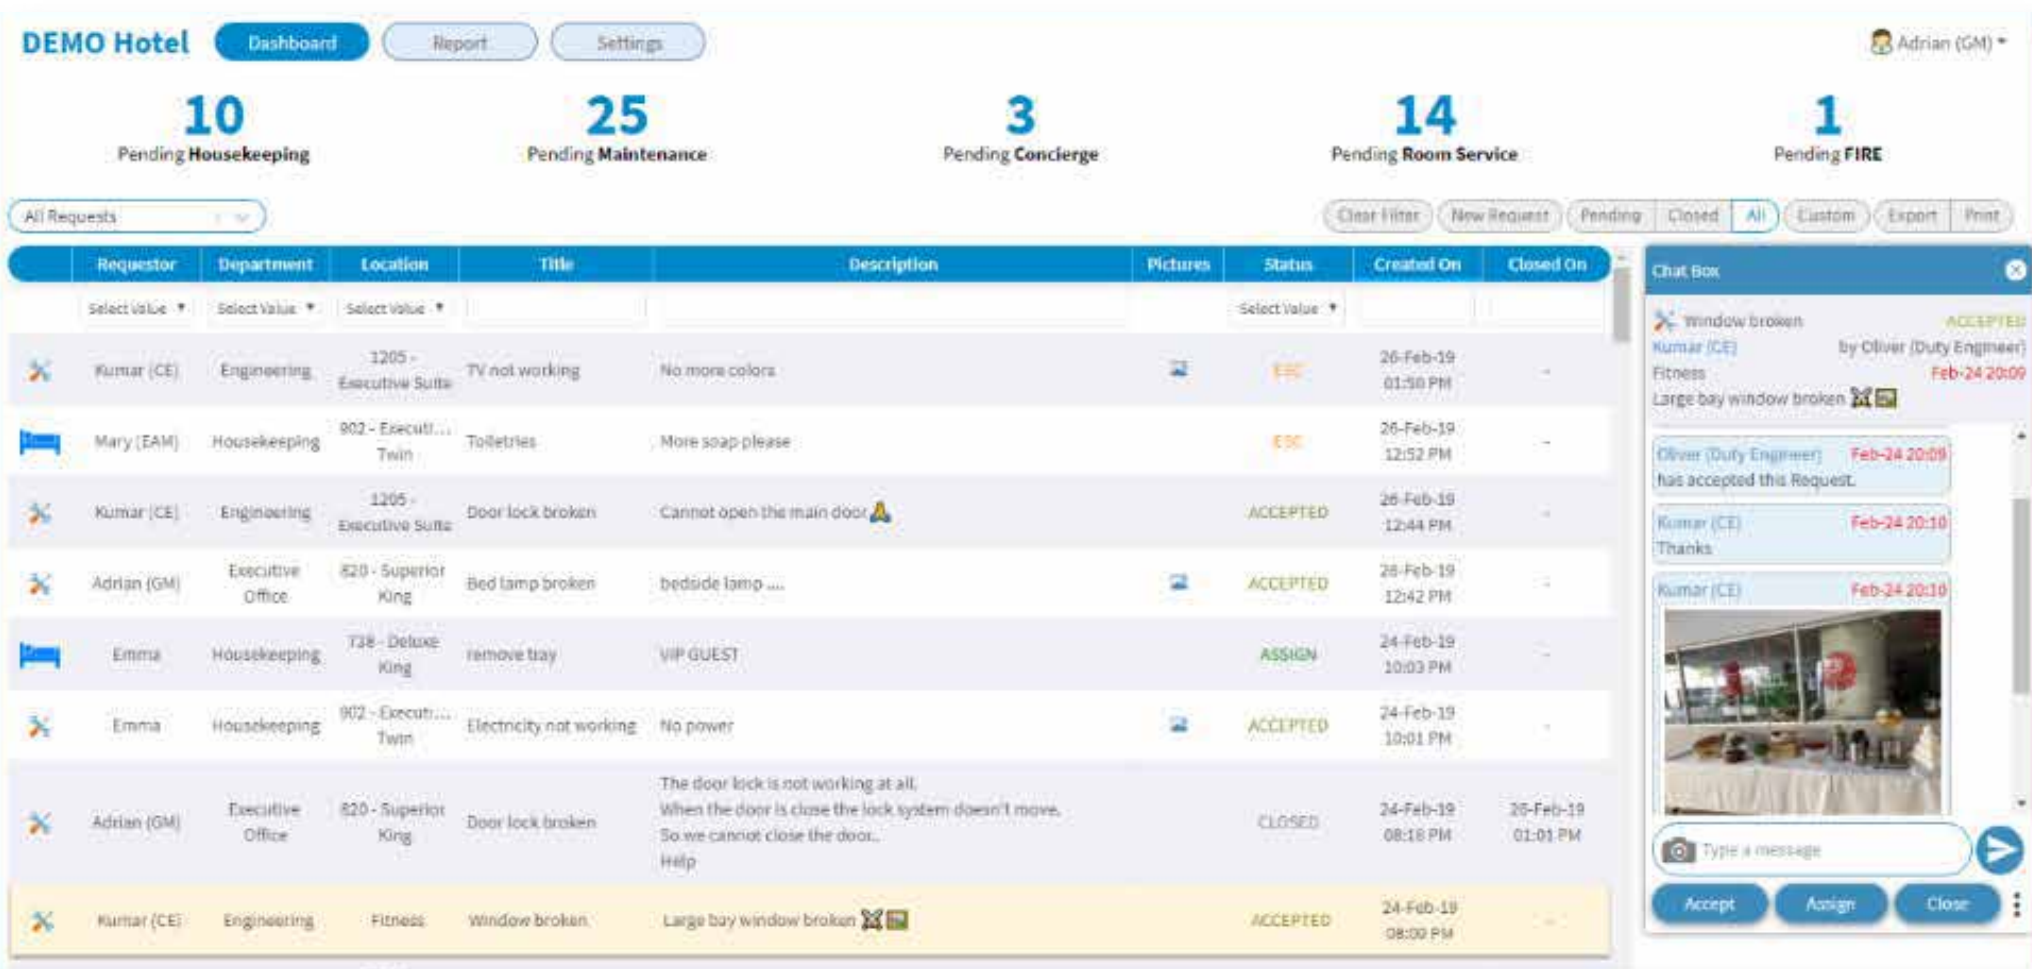 DEMO Hotel Dashboard Report Settings Adrian (GM)
10 25 3 14 1
Pending Housekeeping Pending Maintenance Pending Concierge Pending Room Service Pending FIRE
All Requests Clear Filter New Request Pending Closed All Custom Export Print
Requestor Department Location Title Description Pictures Status Created On Closed On
Select Value Select Value Select Value Select Value
Kumar (CE) Engineering 1205 - Executive Suite TV not working No more colors ESC 26-Feb-19 01:50 PM -
Mary (EAM) Housekeeping 902 - Executi... Twin Toiletries More soap please ESC 26-Feb-19 12:52 PM -
Kumar (CE) Engineering 1205 - Executive Suite Door lock broken Cannot open the main door ACCEPTED 26-Feb-19 12:44 PM -
Adrian (GM) Executive Office 820 - Superior King Bed lamp broken bedside lamp .... ACCEPTED 26-Feb-19 12:42 PM -
Emma Housekeeping 738 - Deluxe King remove tray VIP GUEST ASSIGN 24-Feb-19 10:03 PM -
Emma Housekeeping 902 - Executi... Twin Electricity not working No power ACCEPTED 24-Feb-19 10:01 PM -
Adrian (GM) Executive Office 820 - Superior King Door lock broken
The door lock is not working at all.
When the door is close the lock system doesn't move.
So we cannot close the door..
Help
CLOSED 24-Feb-19 08:18 PM 26-Feb-19 01:01 PM
Kumar (CE) Engineering Fitness Window broken Large bay window broken ACCEPTED 24-Feb-19 08:09 PM -
Chat Box
Window broken ACCEPTED
Kumar (CE) by Oliver (Duty Engineer)
Fitness Feb-24 20:09
Large bay window broken
Oliver (Duty Engineer) Feb-24 20:09
has accepted this Request.
Kumar (CE) Feb-24 20:10
Thanks
Kumar (CE) Feb-24 20:10
Type a message
Accept Assign Close